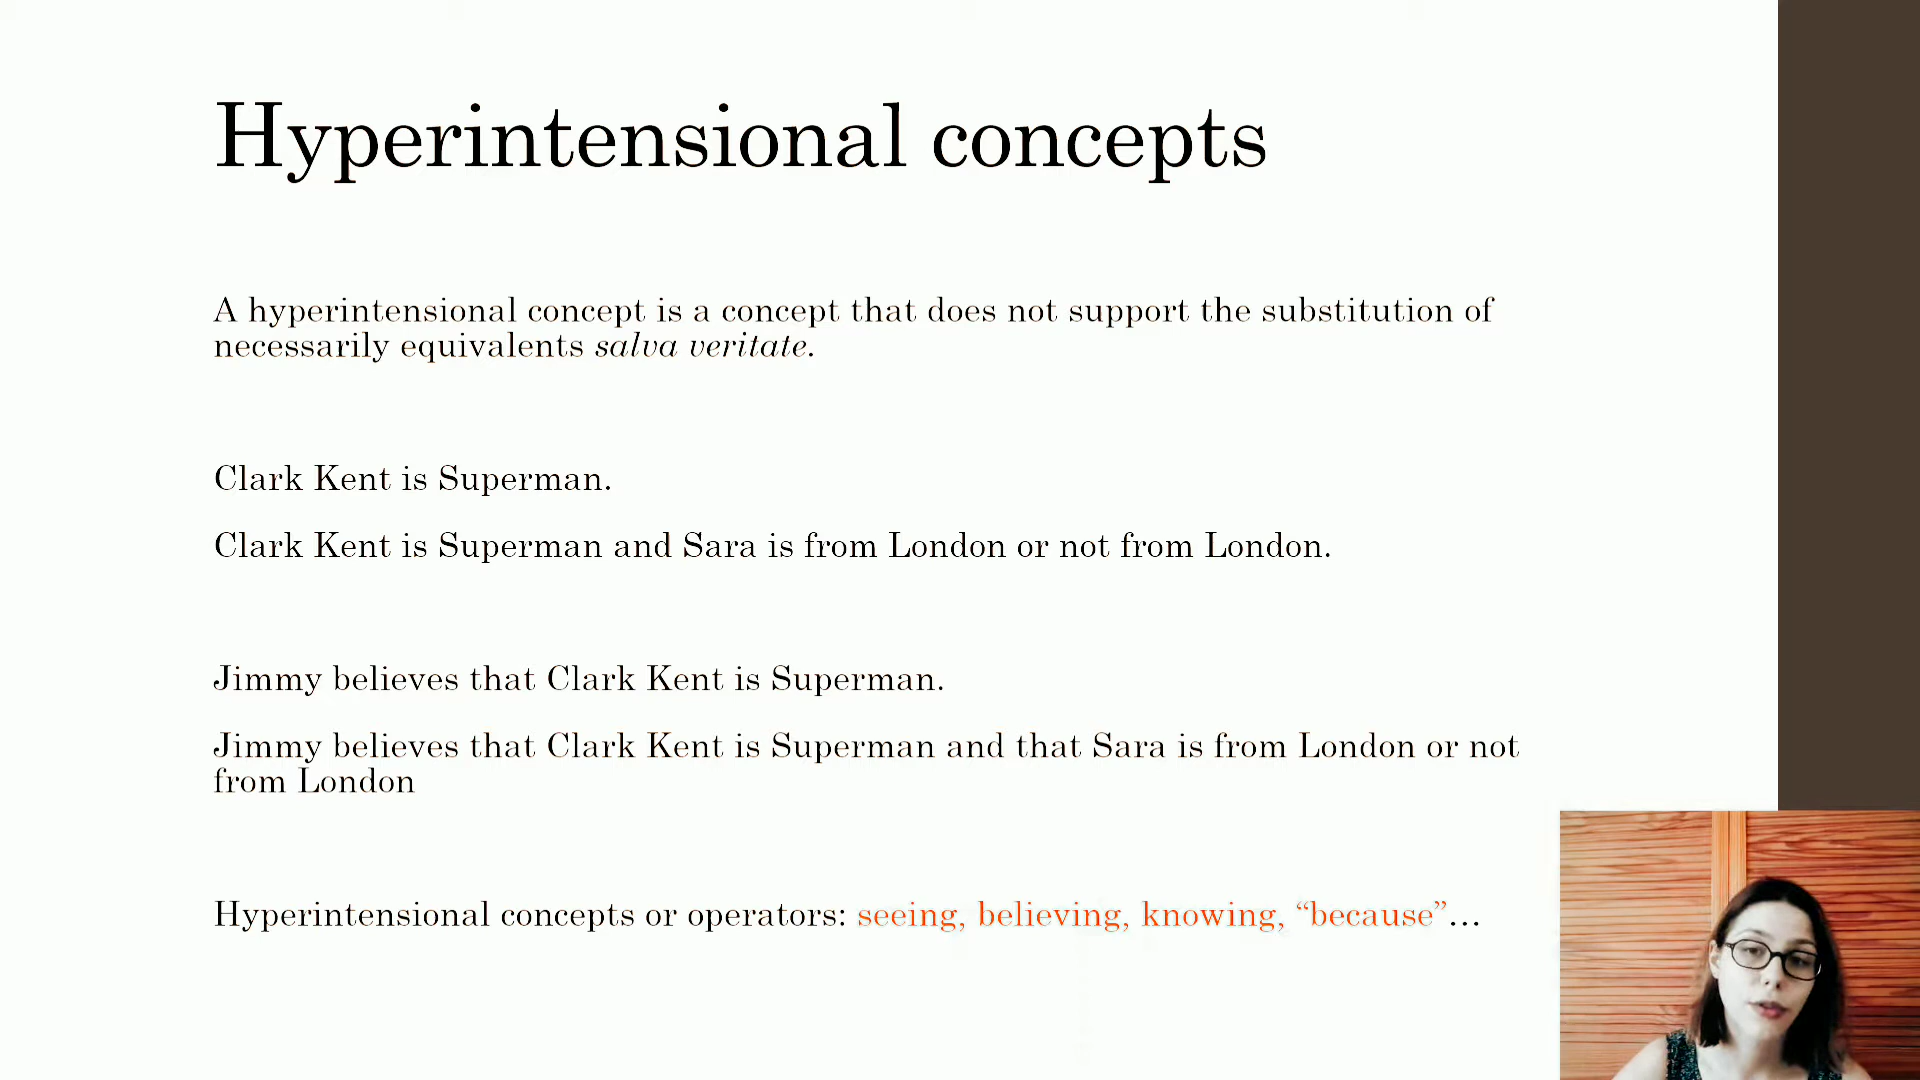 Hyperintensional concepts
A hyperintensional concept is a concept that does not support the substitution of
necessarily equivalents salva veritate.
Clark Kent is Superman.
Clark Kent is Superman and Sara is from London or not from London.
Jimmy believes that Clark Kent is Superman.
Jimmy believes that Clark Kent is Superman and that Sara is from London or not
from London
Hyperintensional concepts or operators: seeing, believing, knowing, “because”...